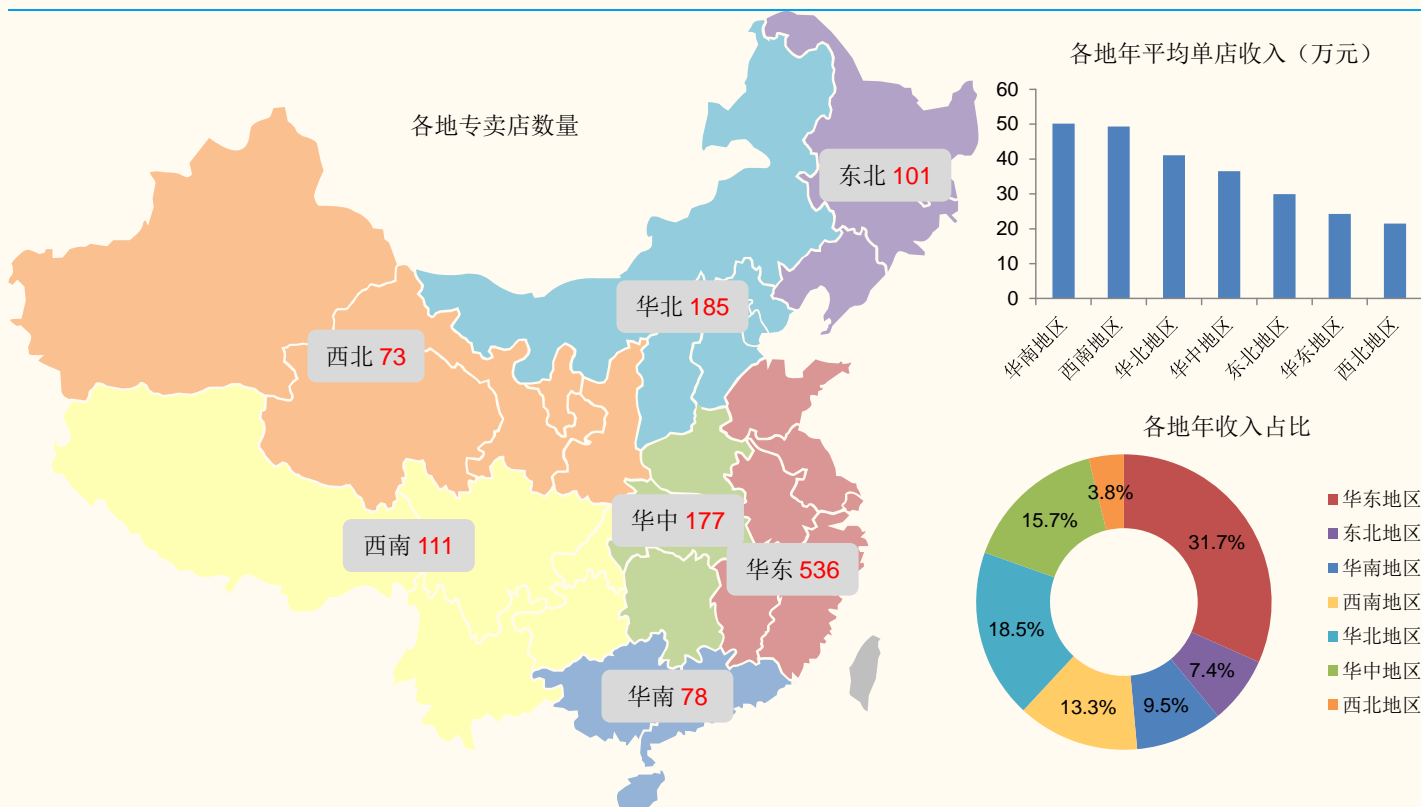 各地专卖店数量
东北 101
华北 185
西北 73
华中 177
西南 111
华东 536
华南 78
各地年平均单店收入（万元）
60
50
40
30
20
10
0
华南地区
西南地区
华北地区
华中地区
东北地区
华东地区
西北地区
各地年收入占比
31.7%
7.4%
9.5%
13.3%
18.5%
15.7%
3.8%
华东地区
东北地区
华南地区
西南地区
华北地区
华中地区
西北地区